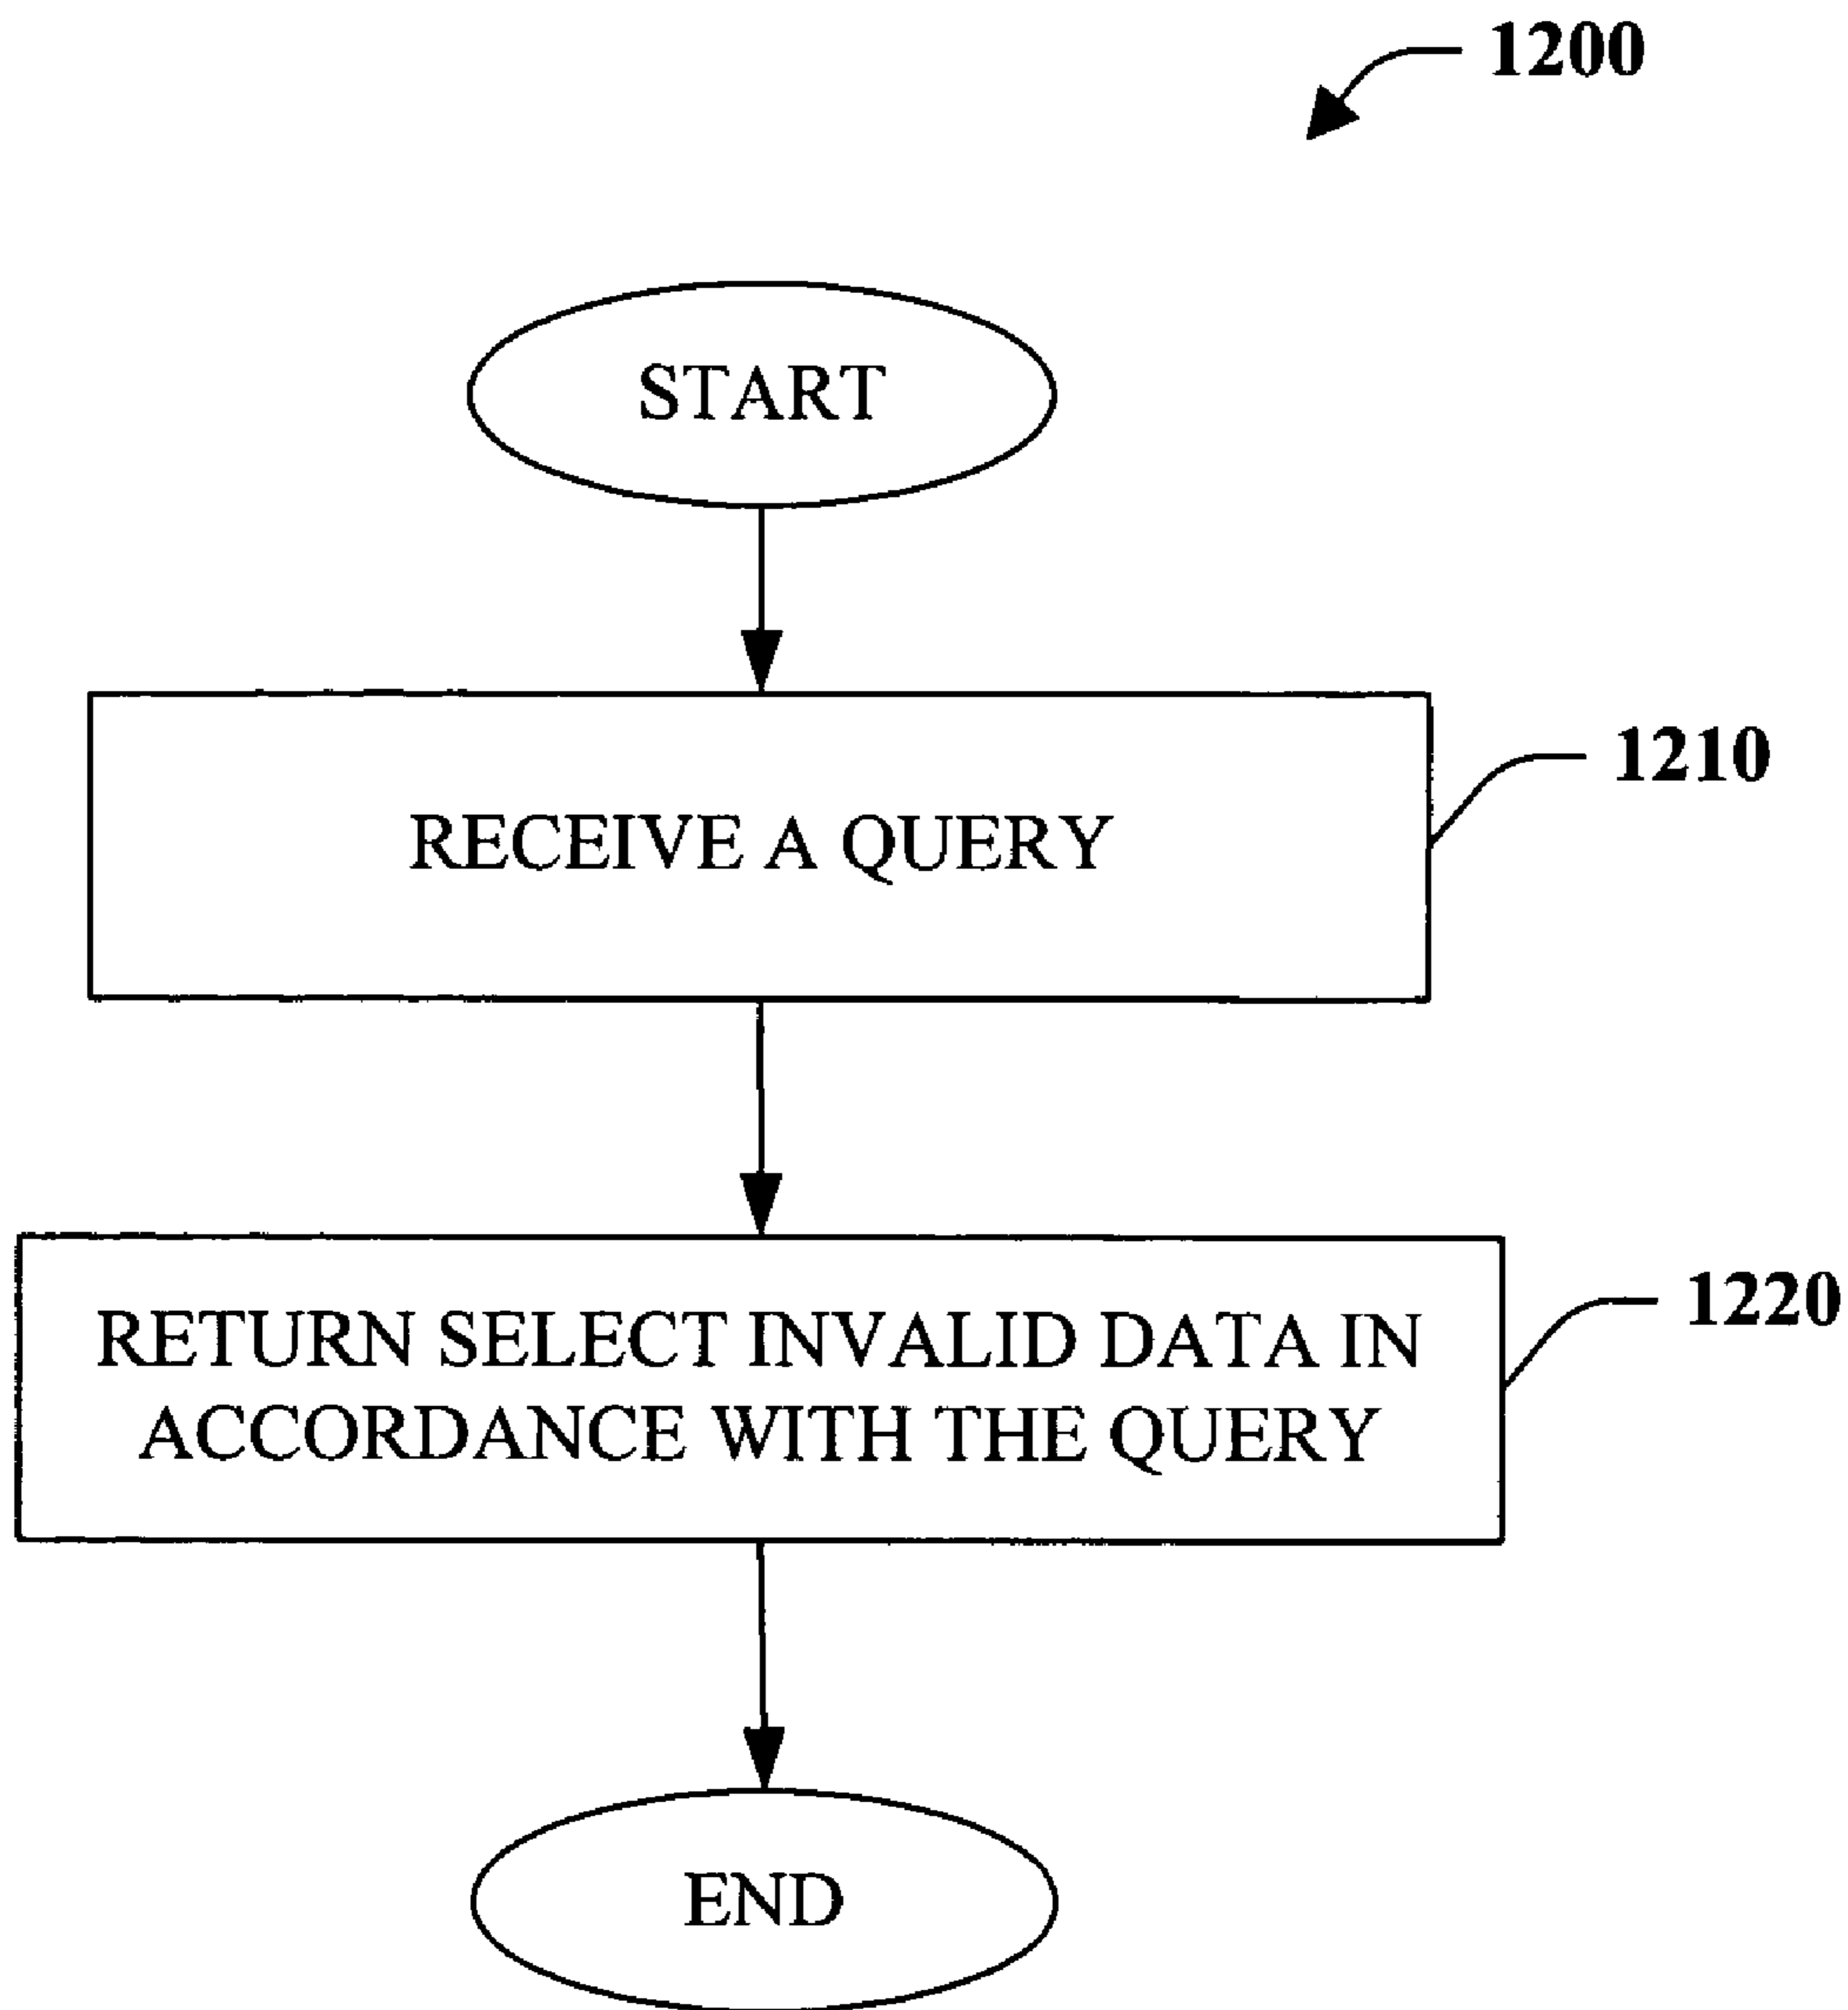 1200
START
RECEIVE A QUERY
1210
RETURN SELECT INVALID DATA IN
ACCORDANCE WITH THE QUERY
1220
END